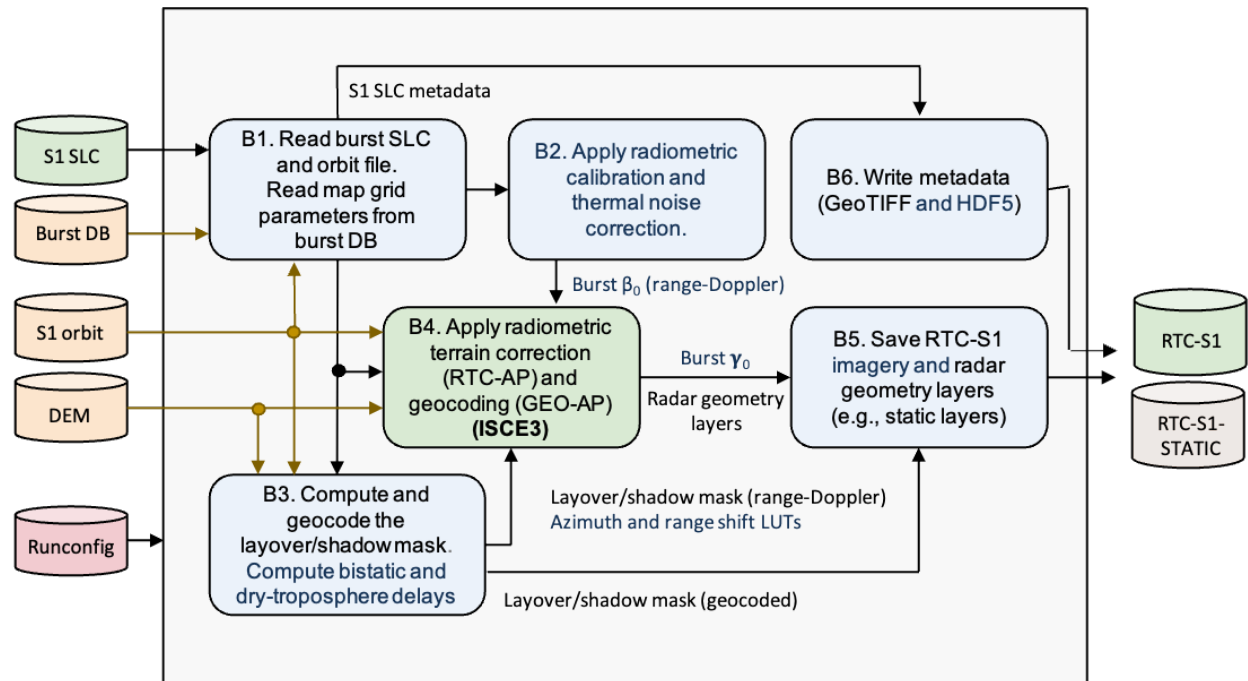 S1 SLC metadata
S1 SLC
Burst DB
S1 orbit
DEM
Runconfig
B1. Read burst SLC
and orbit file.
Read map grid
parameters from
burst DB
B2. Apply radiometric
calibration and
thermal noise
correction.
B6. Write metadata
(GeoTIFF and HDF5)
Burst β₀ (range-Doppler)
B4. Apply radiometric
terrain correction
(RTC-AP) and
geocoding (GEO-AP)
(ISCE3)
Burst γ₀
Radar geometry
layers
B5. Save RTC-S1
imagery and radar
geometry layers
(e.g., static layers)
RTC-S1
RTC-S1-
STATIC
B3. Compute and
geocode the
layover/shadow mask.
Compute bistatic and
dry-troposphere delays
Layover/shadow mask (range-Doppler)
Azimuth and range shift LUTs
Layover/shadow mask (geocoded)